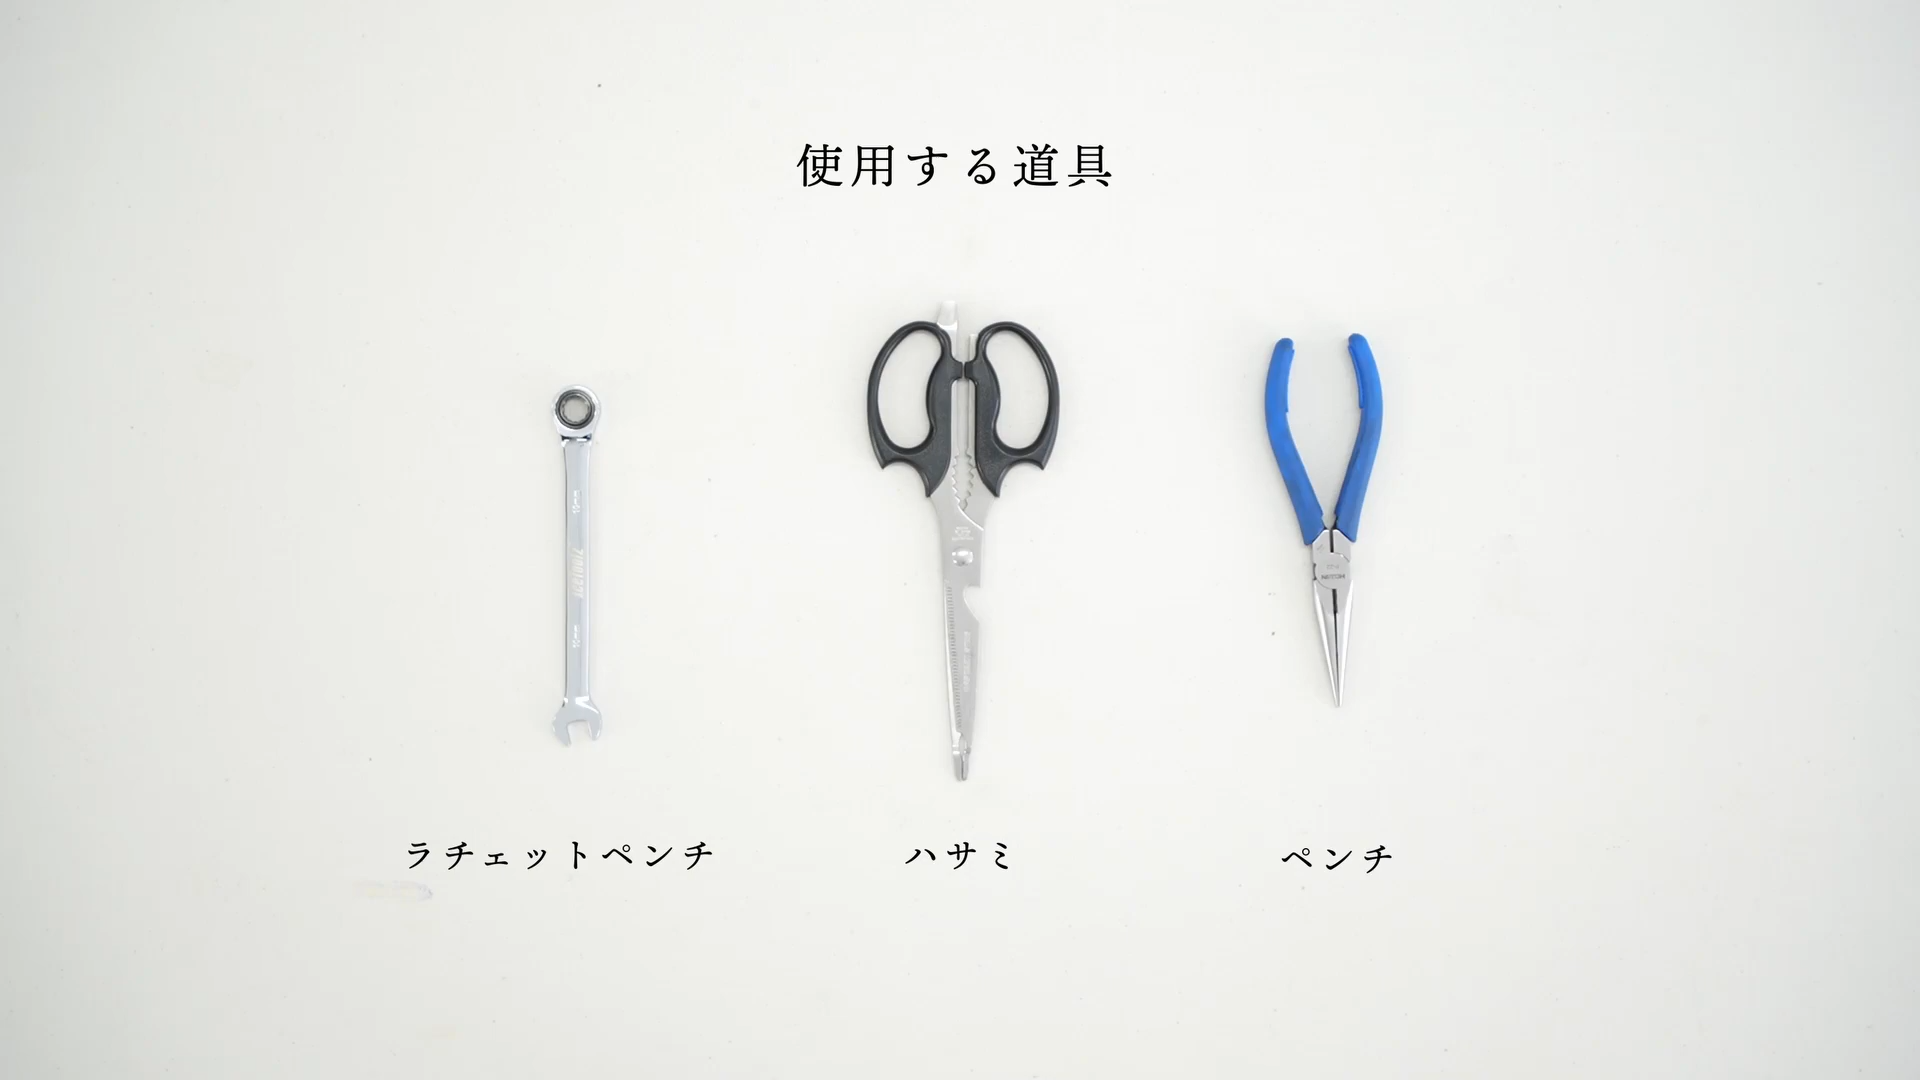 使用する道具
ラチェットペンチ
ハサミ
ペンチ